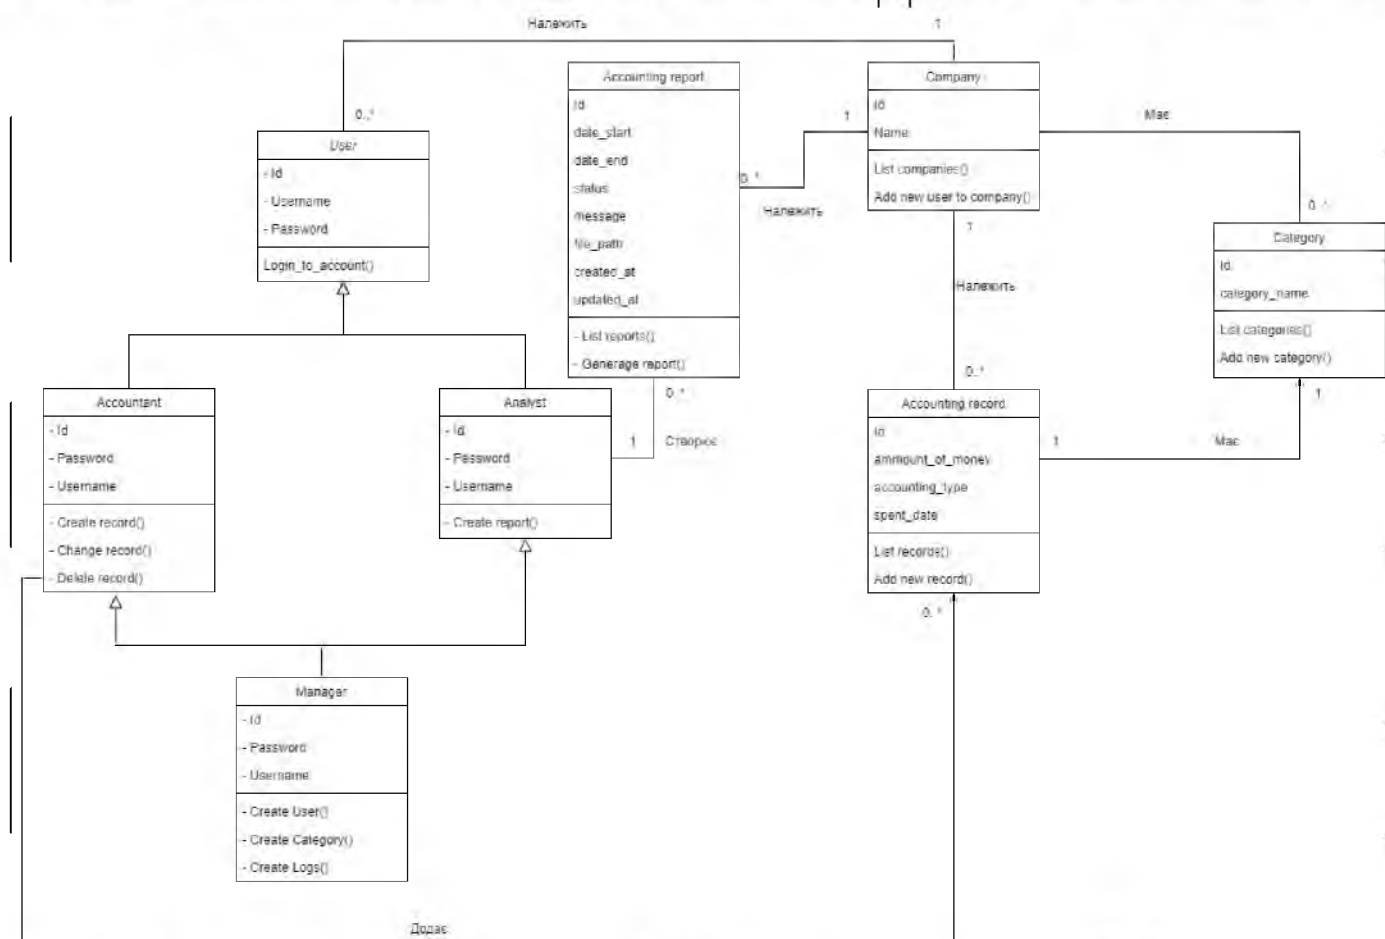 Належить
1
0..*
User
- Id
- Username
- Password
Login_to_account()
Accounting report
Id
date_start
date_end
status
message
file_path
created_at
updated_at
- List reports()
- Generage report()
Company
Id
Name
List companies()
Add new user to company()
1
0..*
Належить
Має
0..*
Category
Id
category_name
List categories()
Add new category()
1
Належить
0..*
Accountant
- Id
- Password
- Username
- Create record()
- Change record()
- Delele record()
Analyst
- Id
- Password
- Username
- Create report()
0..*
1
Створює
Accounting record
Id
ammount_of_money
accounting_type
spent_date
List records()
Add new record()
1
Має
1
0..*
Manager
- Id
- Password
- Username
- Create User()
- Create Category()
- Create Logs()
Додає